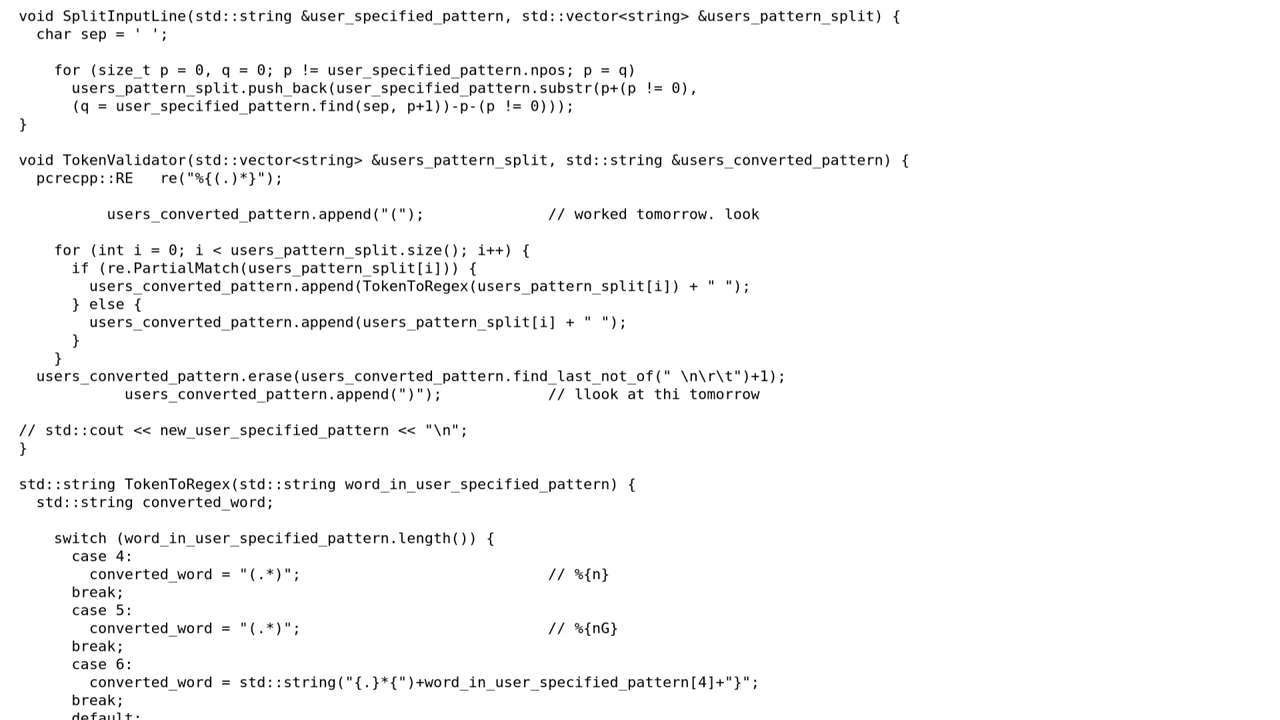 void SplitInputLine(std::string &user_specified_pattern, std::vector<string> &users_pattern_split) {
char sep = ' ';
for (size_t p = 0, q = 0; p != user_specified_pattern.npos; p = q)
users_pattern_split.push_back(user_specified_pattern.substr(p+(p != 0),
(q = user_specified_pattern.find(sep, p+1))-p-(p != 0)));
}
void TokenValidator(std::vector<string> &users_pattern_split, std::string &users_converted_pattern) {
pcrecpp::RE   re("%{(.)*}");
users_converted_pattern.append("(");              // worked tomorrow. look
for (int i = 0; i < users_pattern_split.size(); i++) {
if (re.PartialMatch(users_pattern_split[i])) {
users_converted_pattern.append(TokenToRegex(users_pattern_split[i]) + " ");
} else {
users_converted_pattern.append(users_pattern_split[i] + " ");
}
}
users_converted_pattern.erase(users_converted_pattern.find_last_not_of(" \n\r\t")+1);
users_converted_pattern.append(")");            // llook at thi tomorrow
// std::cout << new_user_specified_pattern << "\n";
}
std::string TokenToRegex(std::string word_in_user_specified_pattern) {
std::string converted_word;
switch (word_in_user_specified_pattern.length()) {
case 4:
converted_word = "(.*)";                            // %{n}
break;
case 5:
converted_word = "(.*)";                            // %{nG}
break;
case 6:
converted_word = std::string("{.}*{")+word_in_user_specified_pattern[4]+"}";
break;
default: